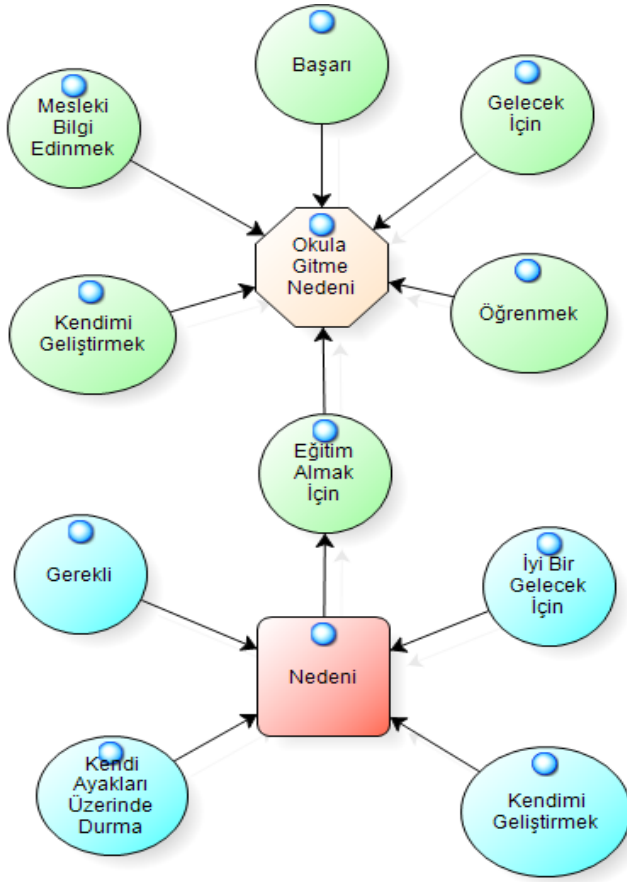 Başarı
Mesleki
Bilgi
Edinmek
Gelecek
İçin
Okula
Gitme
Nedeni
Kendimi
Geliştirmek
Öğrenmek
Eğitim
Almak
İçin
Gerekli
İyi Bir
Gelecek
İçin
Nedeni
Kendi
Ayakları
Üzerinde
Durma
Kendimi
Geliştirmek